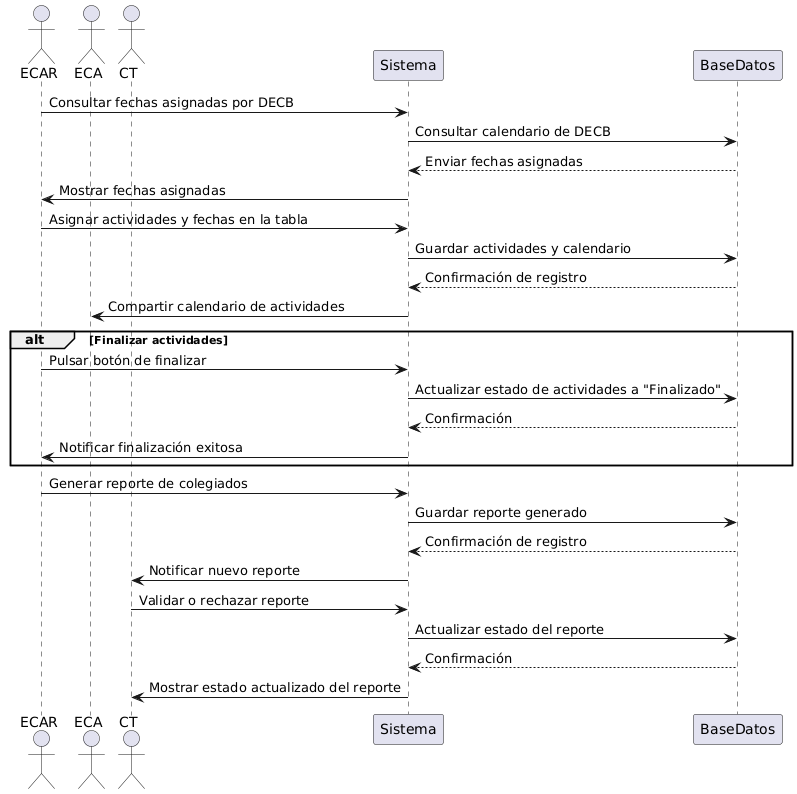 ECAR ECA CT Sistema BaseDatos
Consultar fechas asignadas por DECB
Consultar calendario de DECB
Enviar fechas asignadas
Mostrar fechas asignadas
Asignar actividades y fechas en la tabla
Guardar actividades y calendario
Confirmación de registro
Compartir calendario de actividades
alt [Finalizar actividades]
Pulsar botón de finalizar
Actualizar estado de actividades a "Finalizado"
Confirmación
Notificar finalización exitosa
Generar reporte de colegiados
Guardar reporte generado
Confirmación de registro
Notificar nuevo reporte
Validar o rechazar reporte
Actualizar estado del reporte
Confirmación
Mostrar estado actualizado del reporte
ECAR ECA CT Sistema BaseDatos